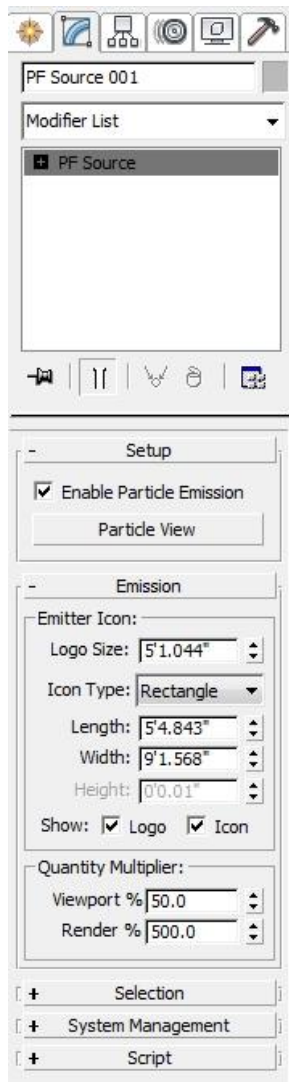 PF Source 001
Modifier List
PF Source
- Setup
Enable Particle Emission
Particle View
- Emission
Emitter Icon:
Logo Size: 5'1.044"
Icon Type: Rectangle
Length: 5'4.843"
Width: 9'1.568"
Height: 0'0.01"
Show: Logo Icon
Quantity Multiplier:
Viewport % 50.0
Render % 500.0
+ Selection
+ System Management
+ Script